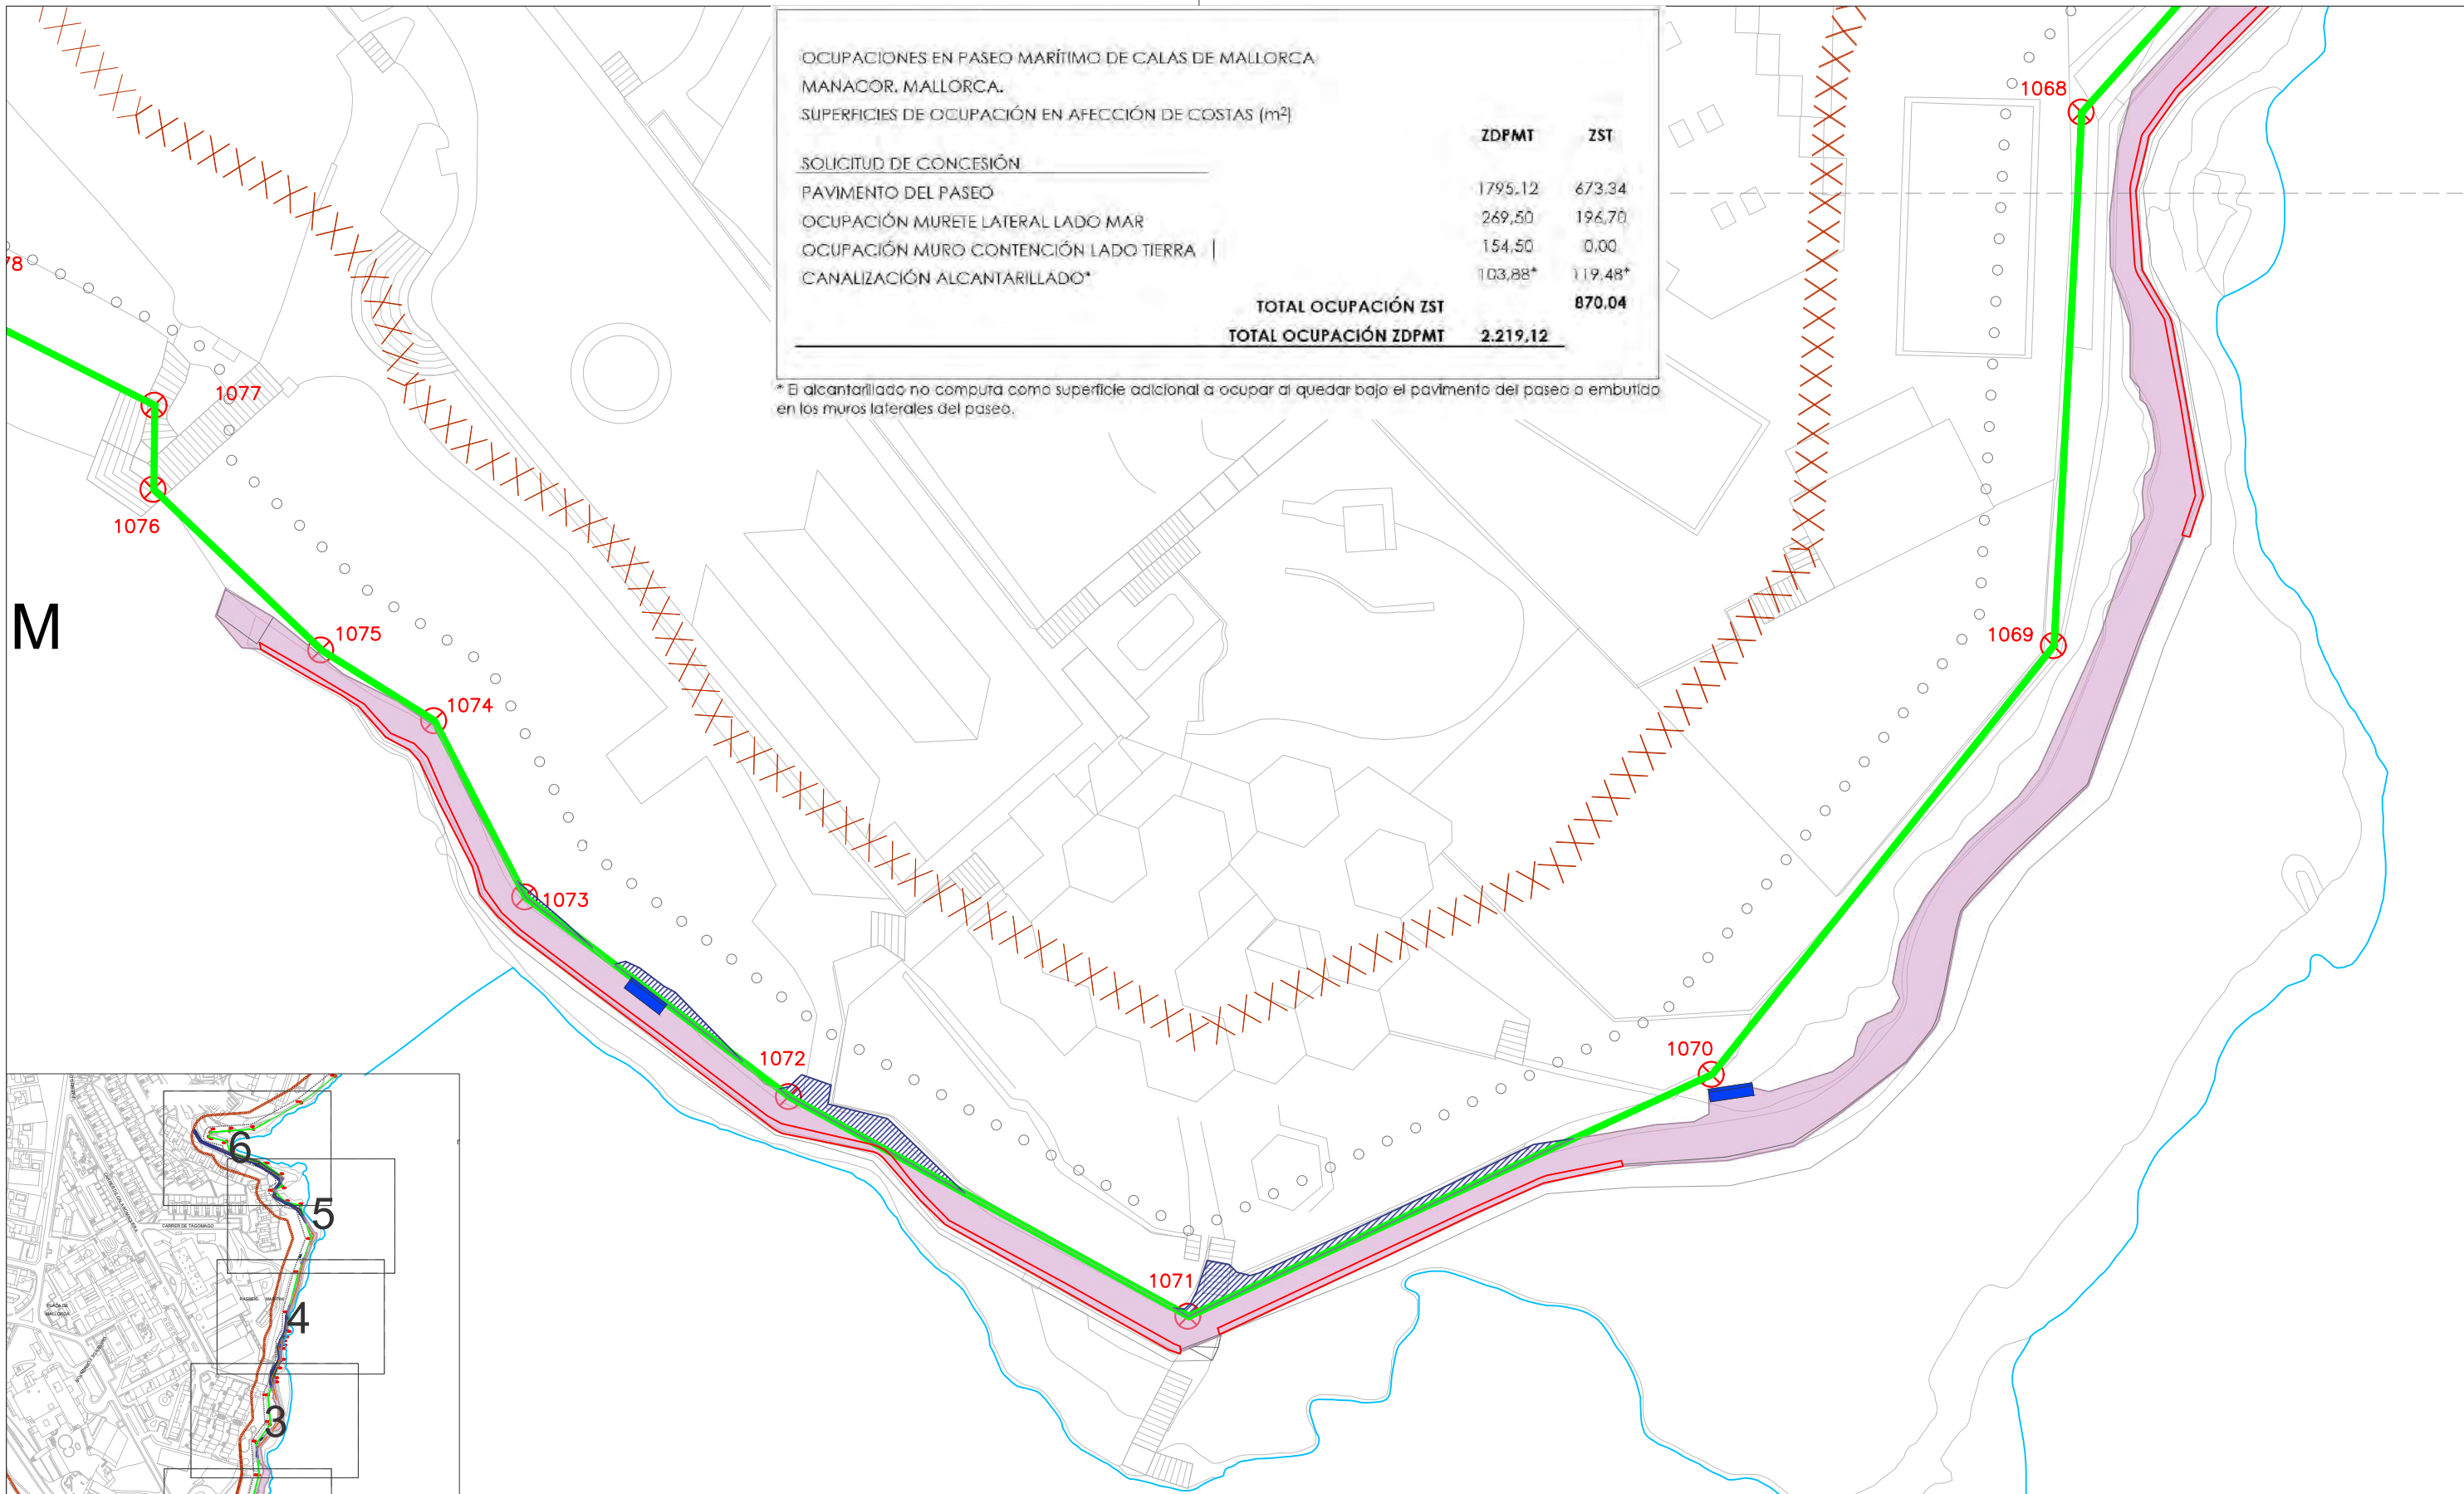 OCUPACIONES EN PASEO MARÍTIMO DE CALAS DE MALLORCA
MANACOR. MALLORCA.
SUPERFICIES DE OCUPACIÓN EN AFECCIÓN DE COSTAS (m²)
ZDPMT ZST
SOLICITUD DE CONCESIÓN
PAVIMENTO DEL PASEO 1795,12 673,34
OCUPACIÓN MURETE LATERAL LADO MAR 269,50 196,70
OCUPACIÓN MURO CONTENCIÓN LADO TIERRA 154,50 0,00
CANALIZACIÓN ALCANTARILLADO* 103,88* 119,48*
TOTAL OCUPACIÓN ZST 870,04
TOTAL OCUPACIÓN ZDPMT 2.219,12
* El alcantarillado no computa como superficie adicional a ocupar al quedar bajo el pavimento del paseo o embutido
en los muros laterales del paseo.
1068
78
1077
1076
M
1075
1069
1074
1073
1072
1070
1071
6
5
CARRER DE TAGOMAGO
4
3